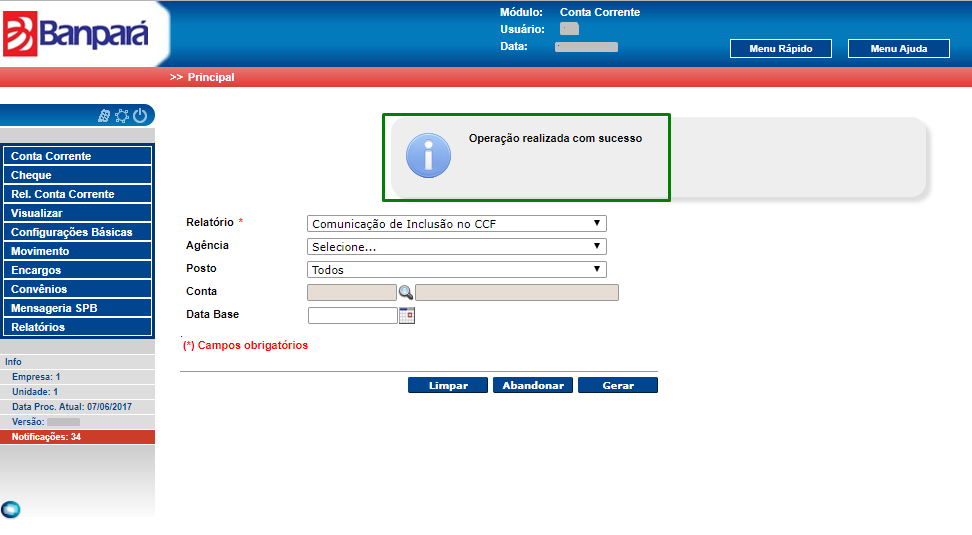 Banpará
Módulo: Conta Corrente
Usuário:
Data:
Menu Rápido
Menu Ajuda
>> Principal
Conta Corrente
Cheque
Rel. Conta Corrente
Visualizar
Configurações Básicas
Movimento
Encargos
Convênios
Mensageria SPB
Relatórios
Info
Empresa: 1
Unidade: 1
Data Proc. Atual: 07/06/2017
Versão:
Notificações: 34
Operação realizada com sucesso
Relatório * Comunicação de Inclusão no CCF
Agência Selecione...
Posto Todos
Conta
Data Base
(*) Campos obrigatórios
Limpar Abandonar Gerar